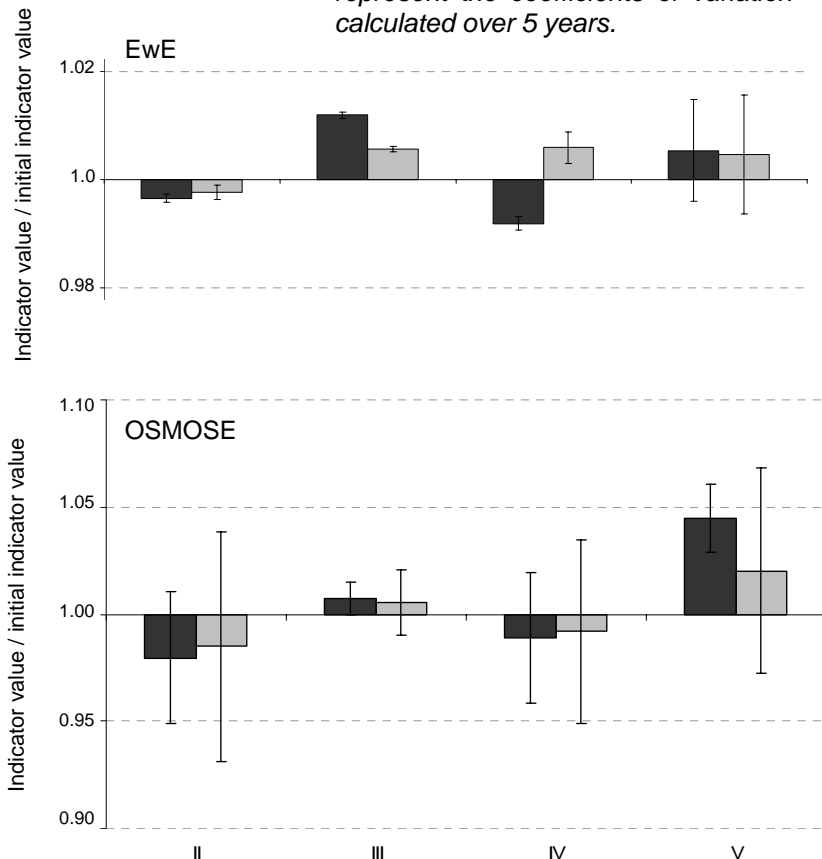 calculated over 5 years.
EwE
1.02
1.0
0.98
Indicator value / initial indicator value
OSMOSE
1.10
1.05
1.00
0.95
0.90
Indicator value / initial indicator value
II
III
IV
V